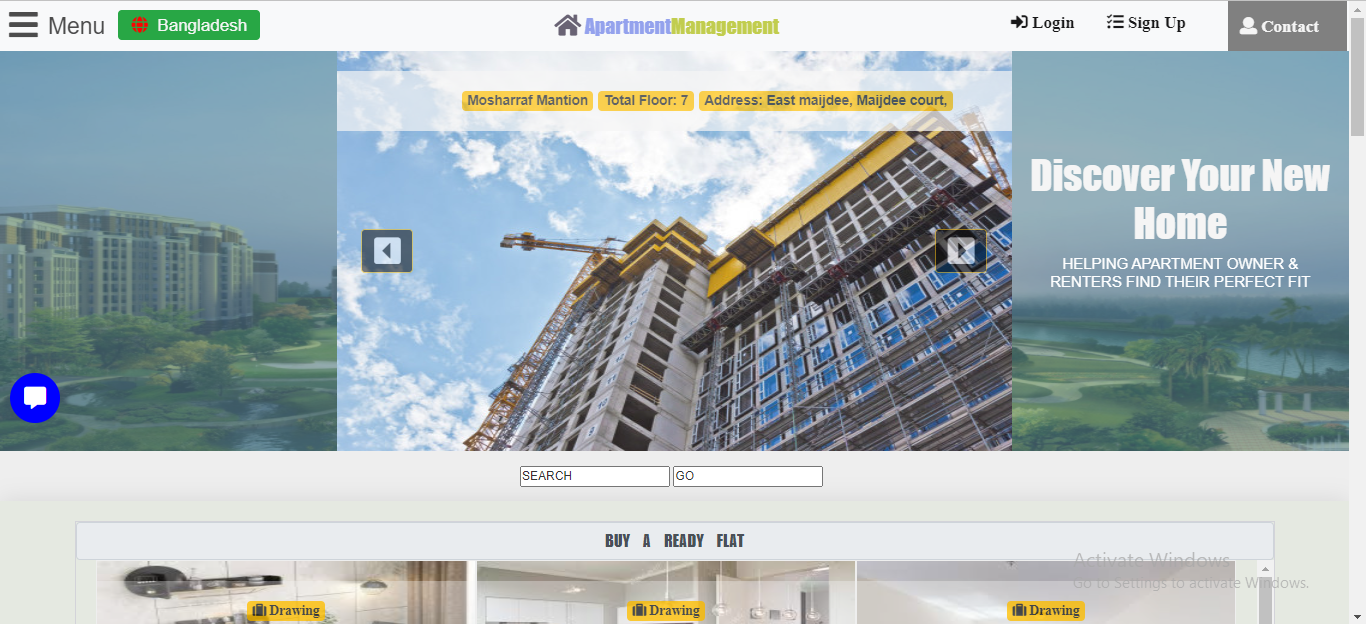 Menu
Bangladesh
ApartmentManagement
Login
Sign Up
Contact
Mosharraf Mantion
Total Floor: 7
Address: East maijdee, Maijdee court,
Discover Your New
Home
HELPING APARTMENT OWNER &
RENTERS FIND THEIR PERFECT FIT
SEARCH
GO
BUY A READY FLAT
Activate Windows
Go to Settings to activate Windows.
Drawing
Drawing
Drawing